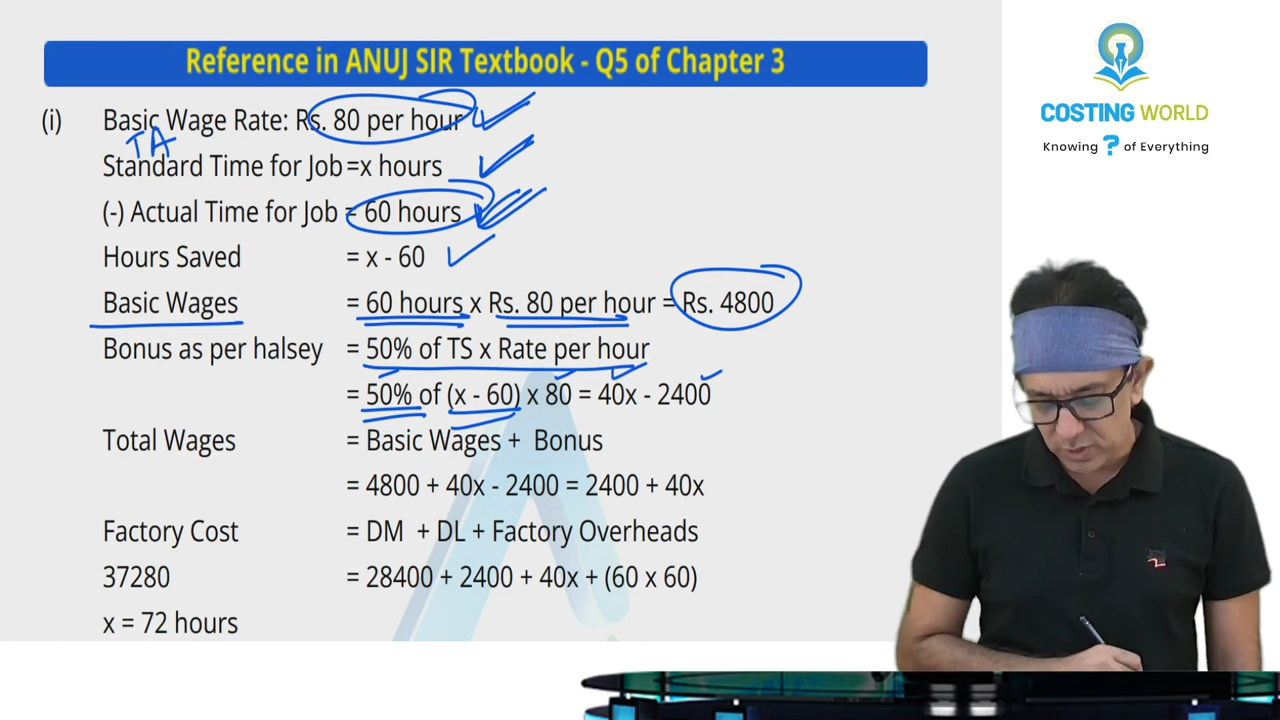 Reference in ANUJ SIR Textbook - Q5 of Chapter 3
COSTING WORLD
Knowing ? of Everything
(i) Basic Wage Rate: Rs. 80 per hour
TA
Standard Time for Job =x hours
(-) Actual Time for Job = 60 hours
Hours Saved = x - 60
Basic Wages = 60 hours x Rs. 80 per hour = Rs. 4800
Bonus as per halsey = 50% of TS x Rate per hour
= 50% of (x - 60) x 80 = 40x - 2400
Total Wages = Basic Wages + Bonus
= 4800 + 40x - 2400 = 2400 + 40x
Factory Cost = DM + DL + Factory Overheads
37280 = 28400 + 2400 + 40x + (60 x 60)
x = 72 hours